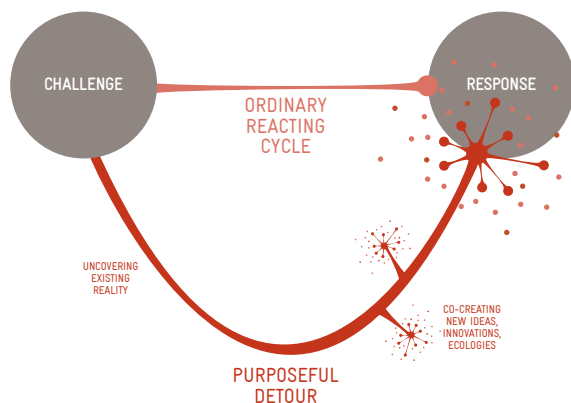 CHALLENGE
RESPONSE
ORDINARY
REACTING
CYCLE
UNCOVERING
EXISTING
REALITY
CO-CREATING
NEW IDEAS,
INNOVATIONS,
ECOLOGIES
PURPOSEFUL
DETOUR